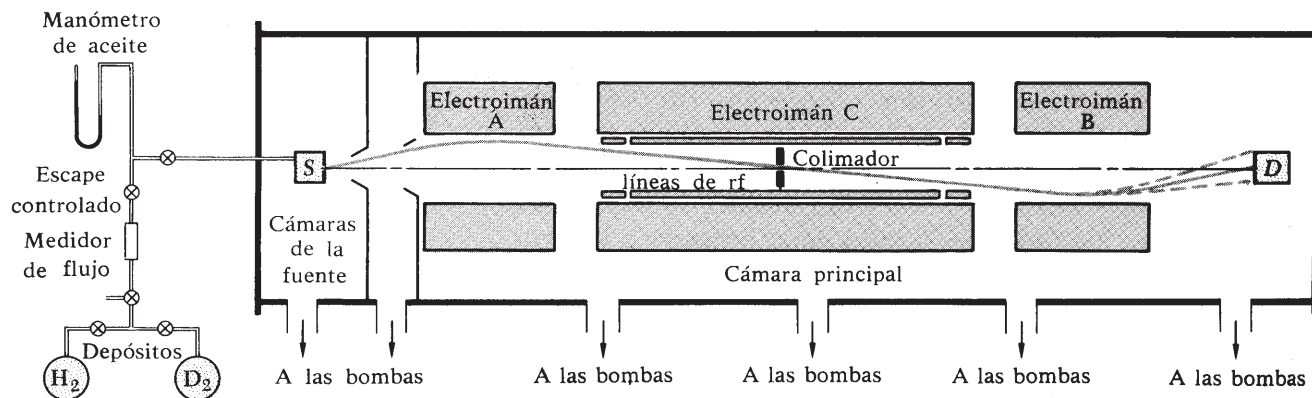 Manómetro
de aceite
Escape
controlado
Medidor
de flujo
Depósitos
H₂
D₂
S
Cámaras
de la
fuente
Electroimán
A
Electroimán C
Colimador
líneas de rf
Electroimán
B
D
Cámara principal
A las bombas
A las bombas
A las bombas
A las bombas
A las bombas